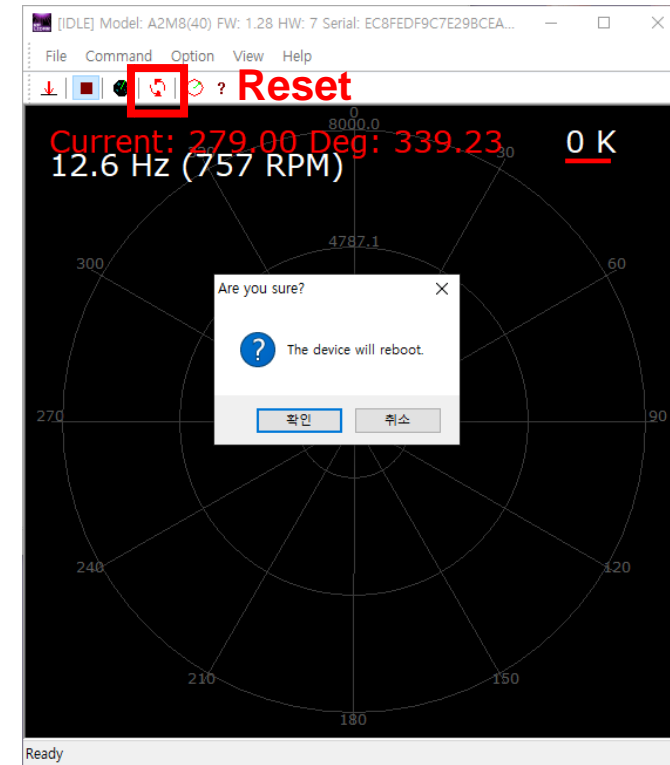 [IDLE] Model: A2M8(40) FW: 1.28 HW: 7 Serial: EC8FEDF9C7E29BCEA...
File Command Option View Help
? Reset
0
8000.0
Current: 279.00 Deg: 339.23
0 K
12.6 Hz (757 RPM)
330
30
4787.1
300
60
Are you sure?
? The device will reboot.
확인 취소
270
90
240
120
210
150
180
Ready